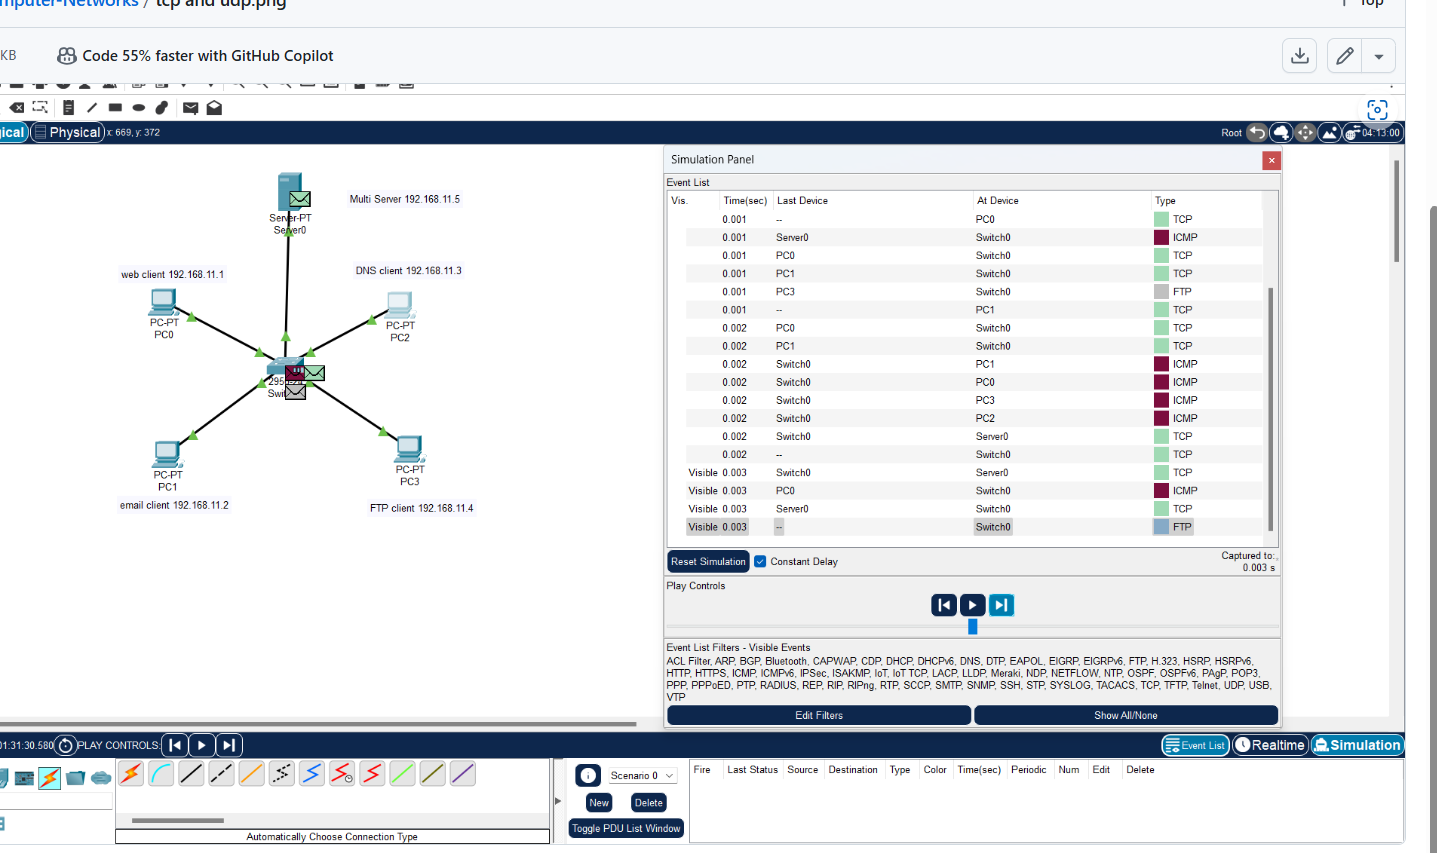 mputer-Networks / tcp and udp.png
Top
KB
Code 55% faster with GitHub Copilot
ical
Physical
x: 669, y: 372
Root
04:13:00
Server-PT
Server0
Multi Server 192.168.11.5
web client 192.168.11.1
DNS client 192.168.11.3
PC-PT
PC0
PC-PT
PC2
PC-PT
PC1
PC-PT
PC3
email client 192.168.11.2
FTP client 192.168.11.4
Simulation Panel
Event List
Vis. Time(sec) Last Device At Device Type
0.001 -- PC0 TCP
0.001 Server0 Switch0 ICMP
0.001 PC0 Switch0 TCP
0.001 PC1 Switch0 TCP
0.001 PC3 Switch0 FTP
0.001 -- PC1 TCP
0.002 PC0 Switch0 TCP
0.002 PC1 Switch0 TCP
0.002 Switch0 PC1 ICMP
0.002 Switch0 PC0 ICMP
0.002 Switch0 PC3 ICMP
0.002 Switch0 PC2 ICMP
0.002 Switch0 Server0 TCP
0.002 -- Switch0 TCP
Visible 0.003 Switch0 Server0 TCP
Visible 0.003 PC0 Switch0 ICMP
Visible 0.003 Server0 Switch0 TCP
Visible 0.003 -- Switch0 FTP
Reset Simulation
Constant Delay
Captured to:
0.003 s
Play Controls
Event List Filters - Visible Events
ACL Filter, ARP, BGP, Bluetooth, CAPWAP, CDP, DHCP, DHCPv6, DNS, DTP, EAPOL, EIGRP, EIGRPv6, FTP, H.323, HSRP, HSRPv6,
HTTP, HTTPS, ICMP, ICMPv6, IPSec, ISAKMP, IoT, IoT TCP, LACP, LLDP, Meraki, NDP, NETFLOW, NTP, OSPF, OSPFv6, PAgP, POP3,
PPP, PPPoED, PTP, RADIUS, REP, RIP, RIPng, RTP, SCCP, SMTP, SNMP, SSH, STP, SYSLOG, TACACS, TCP, TFTP, Telnet, UDP, USB,
VTP
Edit Filters
Show All/None
01:31:30.580
PLAY CONTROLS:
Event List
Realtime
Simulation
Scenario 0
New
Delete
Toggle PDU List Window
Fire Last Status Source Destination Type Color Time(sec) Periodic Num Edit Delete
Automatically Choose Connection Type